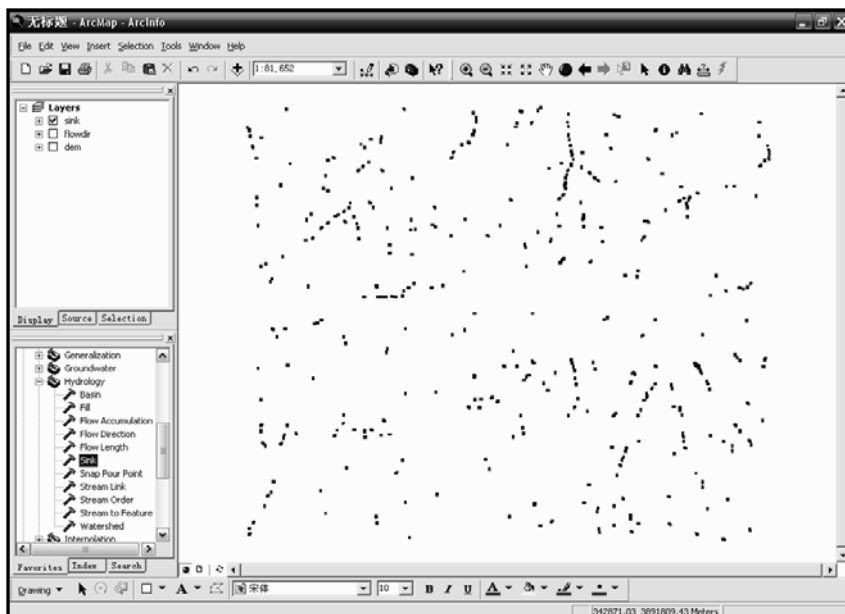 无标题 - ArcMap - ArcInfo
File Edit View Insert Selection Tools Window Help
1:81,652
Layers
sink
flowdir
dem
Display Source Selection
Generalization
Groundwater
Hydrology
Basin
Fill
Flow Accumulation
Flow Direction
Flow Length
Sink
Snap Pour Point
Stream Link
Stream Order
Stream to Feature
Watershed
Interpolation
Favorites Index Search
Drawing A 宋体 10 B I U A
342871.03 3891809.43 Meters